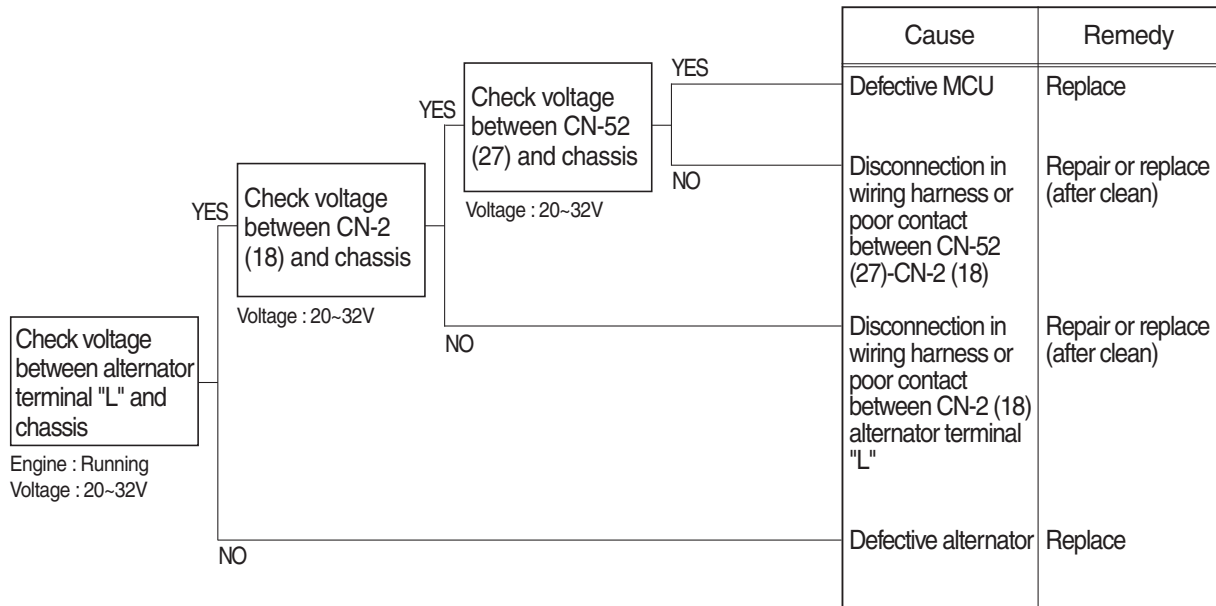 Cause
Remedy
YES
Check voltage
between CN-52
(27) and chassis
YES
Defective MCU
Replace
NO
Disconnection in
wiring harness or
poor contact
between CN-52
(27)-CN-2 (18)
Repair or replace
(after clean)
Voltage : 20~32V
YES
Check voltage
between CN-2
(18) and chassis
Voltage : 20~32V
NO
Disconnection in
wiring harness or
poor contact
between CN-2 (18)
alternator terminal
"L"
Repair or replace
(after clean)
Check voltage
between alternator
terminal "L" and
chassis
Engine : Running
Voltage : 20~32V
NO
Defective alternator
Replace